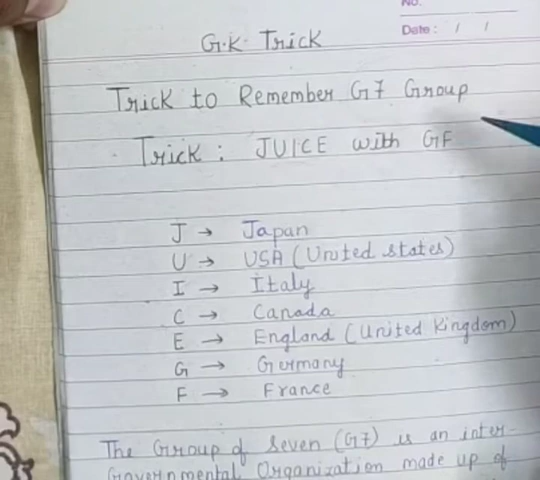 No.
Date : / /
G.K. Trick
Trick to Remember G7 Group
Trick : JUICE with GF
J → Japan
U → USA (United states)
I → Italy
C → Canada
E → England (United Kingdom)
G → Germany
F → France
The Group of Seven (G7) is an inter-
Governmental Organization made up of